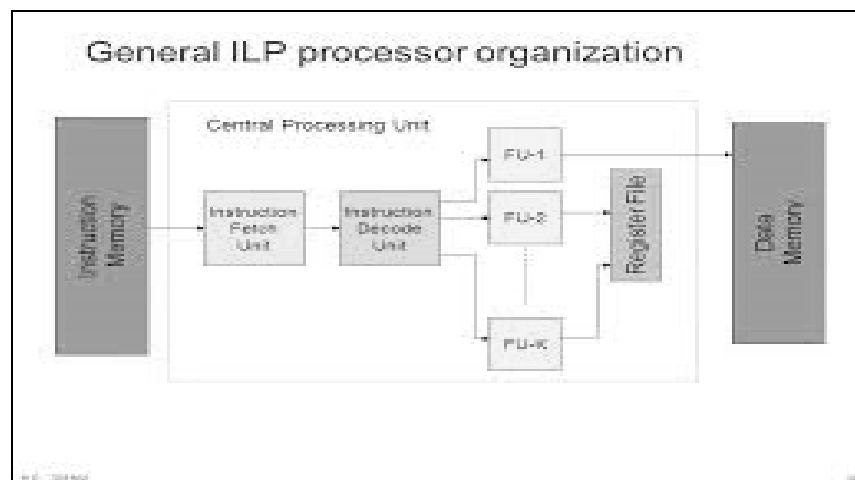 General ILP processor organization
Central Processing Unit
Instruction
Memory
Instruction
Fetch
Unit
Instruction
Decode
Unit
FU-1
FU-2
FU-K
Register File
Data
Memory